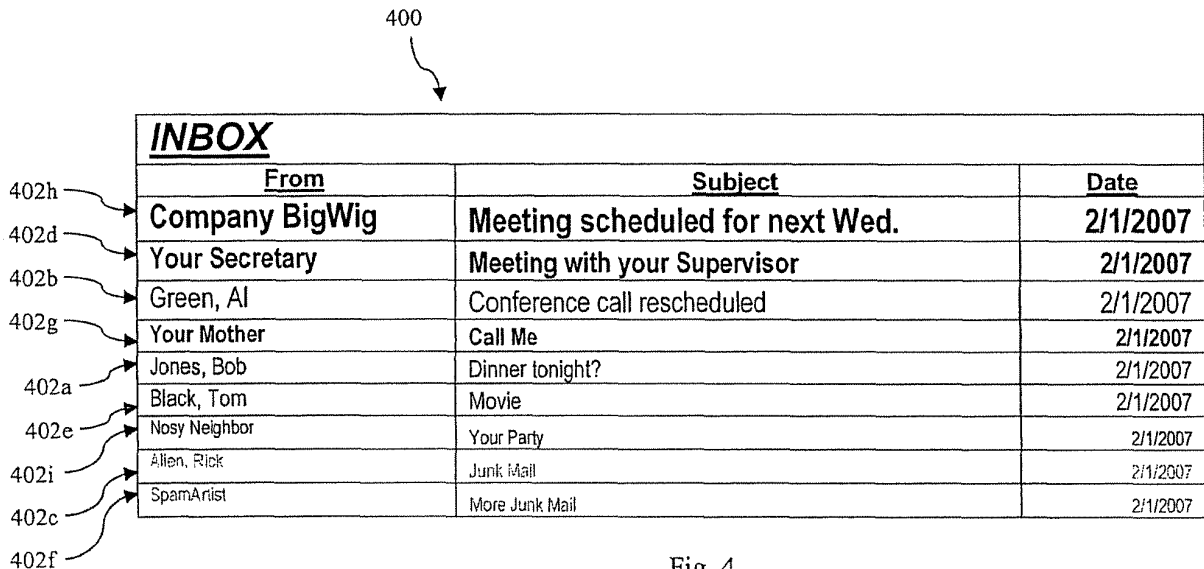 400
INBOX
From Subject Date
402h Company BigWig Meeting scheduled for next Wed. 2/1/2007
402d Your Secretary Meeting with your Supervisor 2/1/2007
402b Green, Al Conference call rescheduled 2/1/2007
402g Your Mother Call Me 2/1/2007
402a Jones, Bob Dinner tonight? 2/1/2007
402e Black, Tom Movie 2/1/2007
402i Nosy Neighbor Your Party 2/1/2007
402c Allen, Rick Junk Mail 2/1/2007
402f SpamArtist More Junk Mail 2/1/2007
Fig. 4